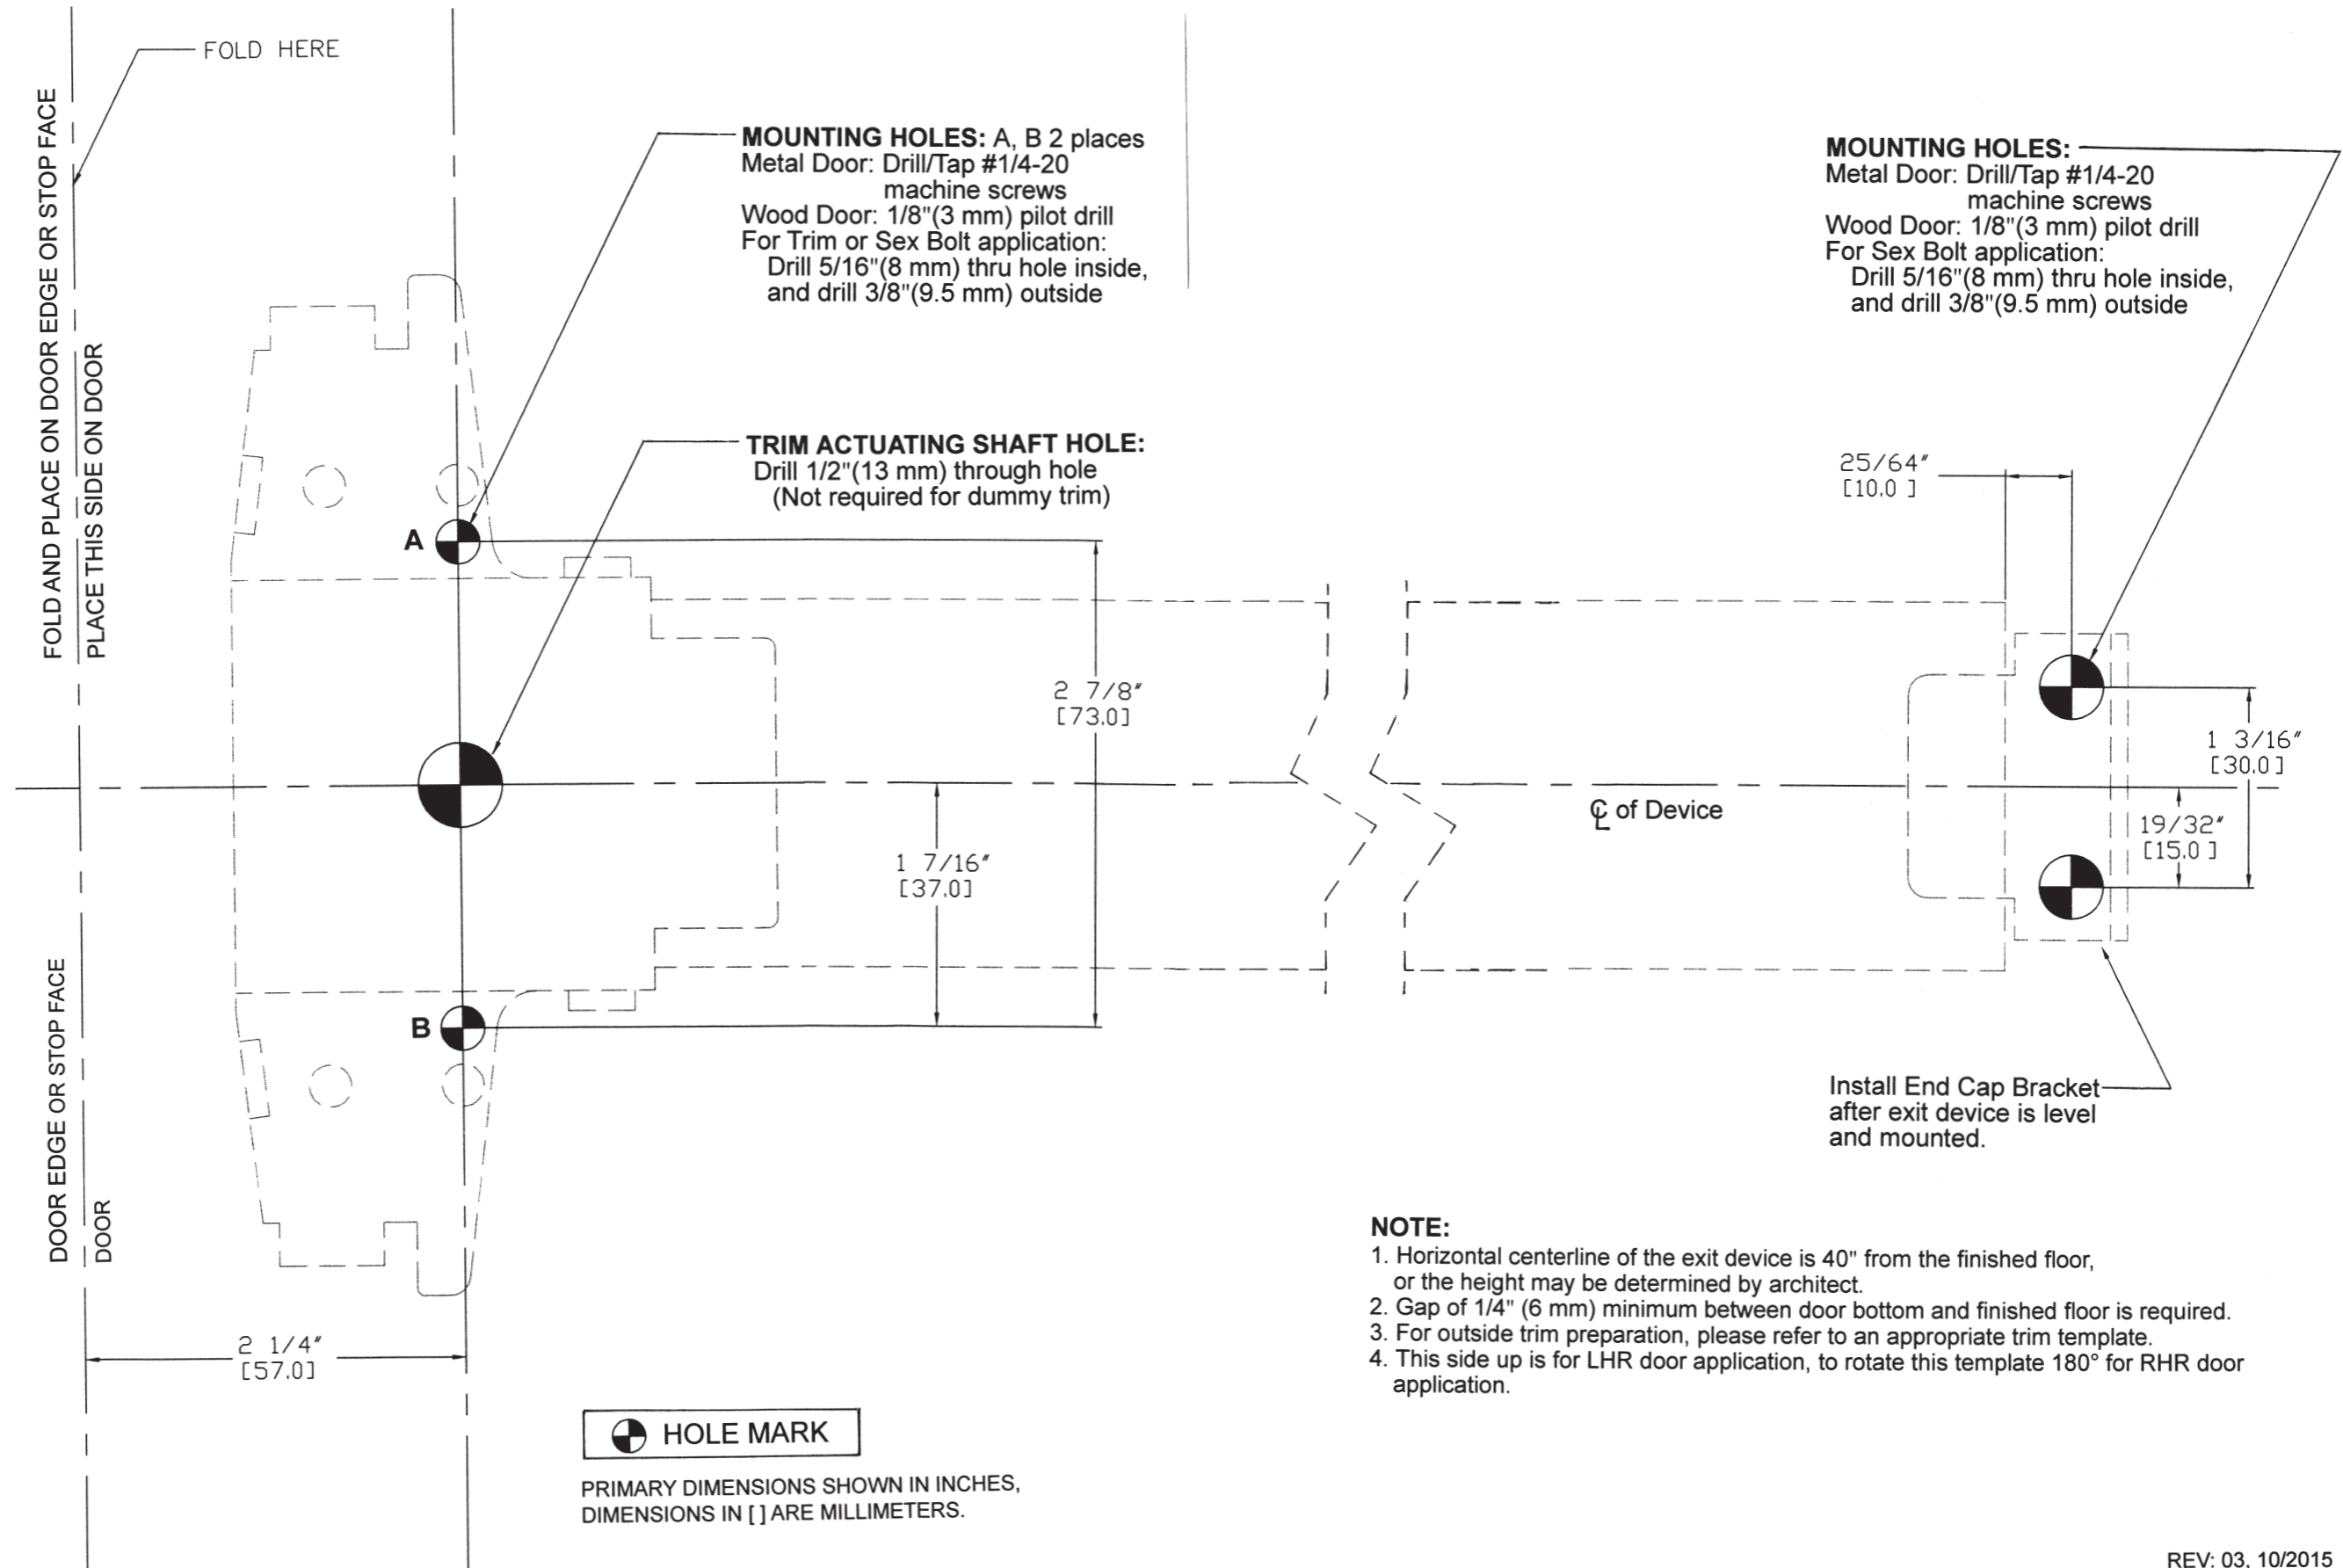 FOLD HERE
FOLD AND PLACE ON DOOR EDGE OR STOP FACE
PLACE THIS SIDE ON DOOR
MOUNTING HOLES: A, B 2 places
Metal Door: Drill/Tap #1/4-20
machine screws
Wood Door: 1/8"(3 mm) pilot drill
For Trim or Sex Bolt application:
Drill 5/16"(8 mm) thru hole inside,
and drill 3/8"(9.5 mm) outside
MOUNTING HOLES:
Metal Door: Drill/Tap #1/4-20
machine screws
Wood Door: 1/8"(3 mm) pilot drill
For Sex Bolt application:
Drill 5/16"(8 mm) thru hole inside,
and drill 3/8"(9.5 mm) outside
TRIM ACTUATING SHAFT HOLE:
Drill 1/2"(13 mm) through hole
(Not required for dummy trim)
25/64"
[10.0 ]
A
2 7/8"
[73.0]
1 3/16"
[30.0]
℄ of Device
19/32"
[15.0 ]
1 7/16"
[37.0]
B
DOOR EDGE OR STOP FACE
DOOR
Install End Cap Bracket
after exit device is level
and mounted.
NOTE:
1. Horizontal centerline of the exit device is 40" from the finished floor,
or the height may be determined by architect.
2. Gap of 1/4" (6 mm) minimum between door bottom and finished floor is required.
3. For outside trim preparation, please refer to an appropriate trim template.
4. This side up is for LHR door application, to rotate this template 180° for RHR door
application.
2 1/4"
[57.0]
HOLE MARK
PRIMARY DIMENSIONS SHOWN IN INCHES,
DIMENSIONS IN [ ] ARE MILLIMETERS.
REV: 03, 10/2015